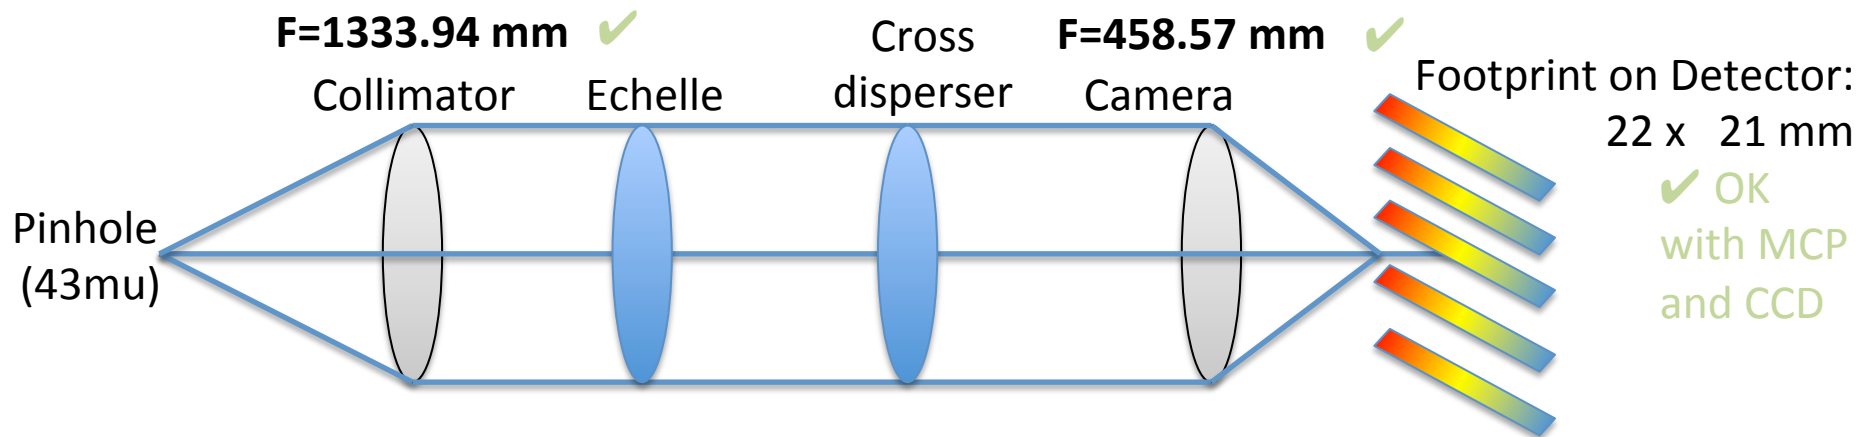 F=1333.94 mm ✔
Collimator
Echelle
Cross
disperser
F=458.57 mm ✔
Camera
Footprint on Detector:
22 x 21 mm
✔ OK
with MCP
and CCD
Pinhole
(43mu)